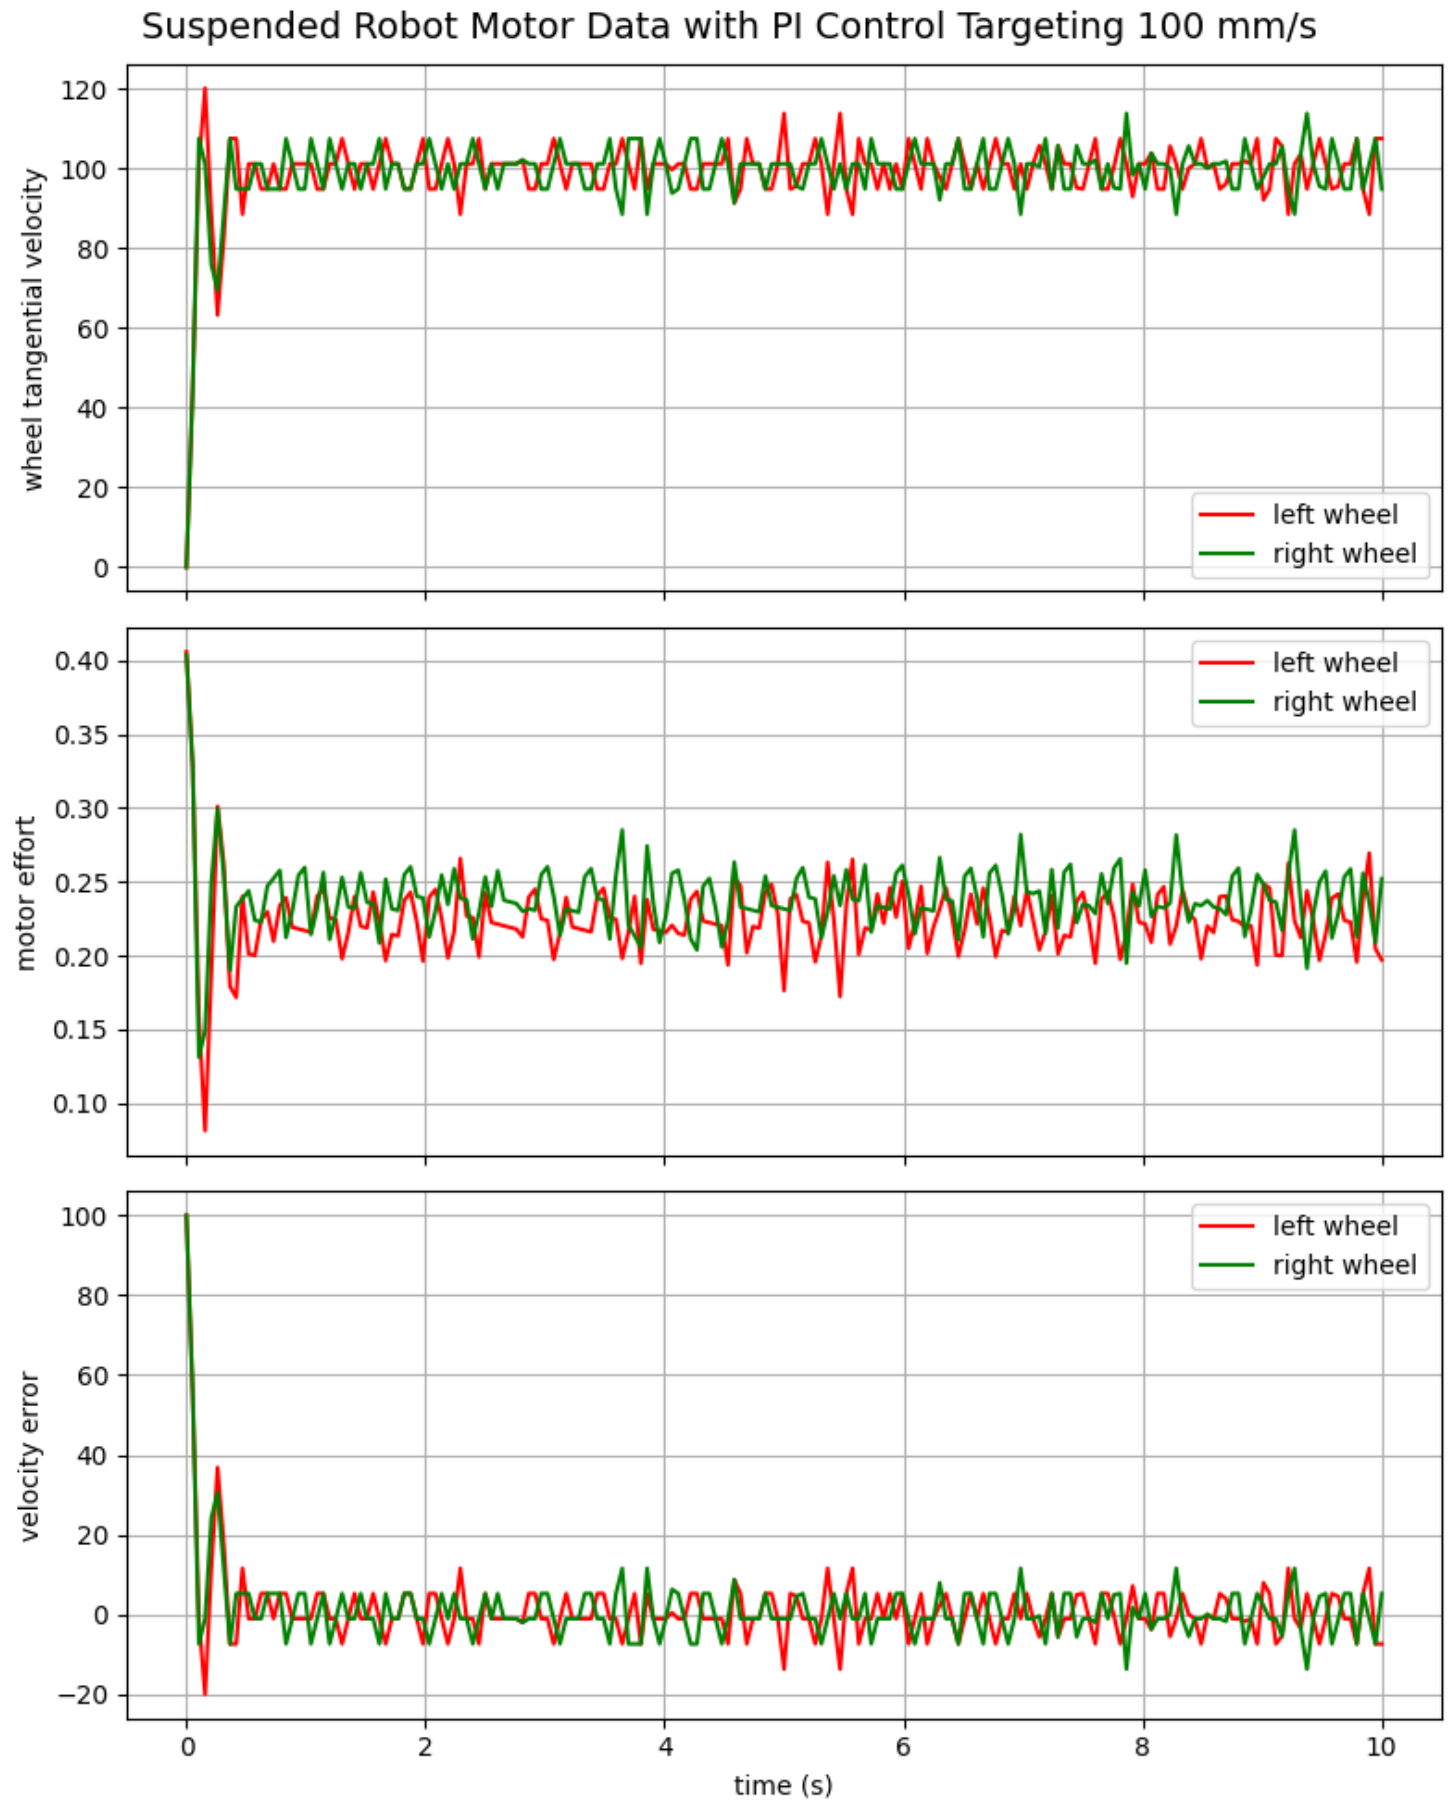 Suspended Robot Motor Data with PI Control Targeting 100 mm/s
wheel tangential velocity
120
100
80
60
40
20
0
left wheel
right wheel
motor effort
0.40
0.35
0.30
0.25
0.20
0.15
0.10
left wheel
right wheel
velocity error
100
80
60
40
20
0
−20
left wheel
right wheel
0 2 4 6 8 10
time (s)